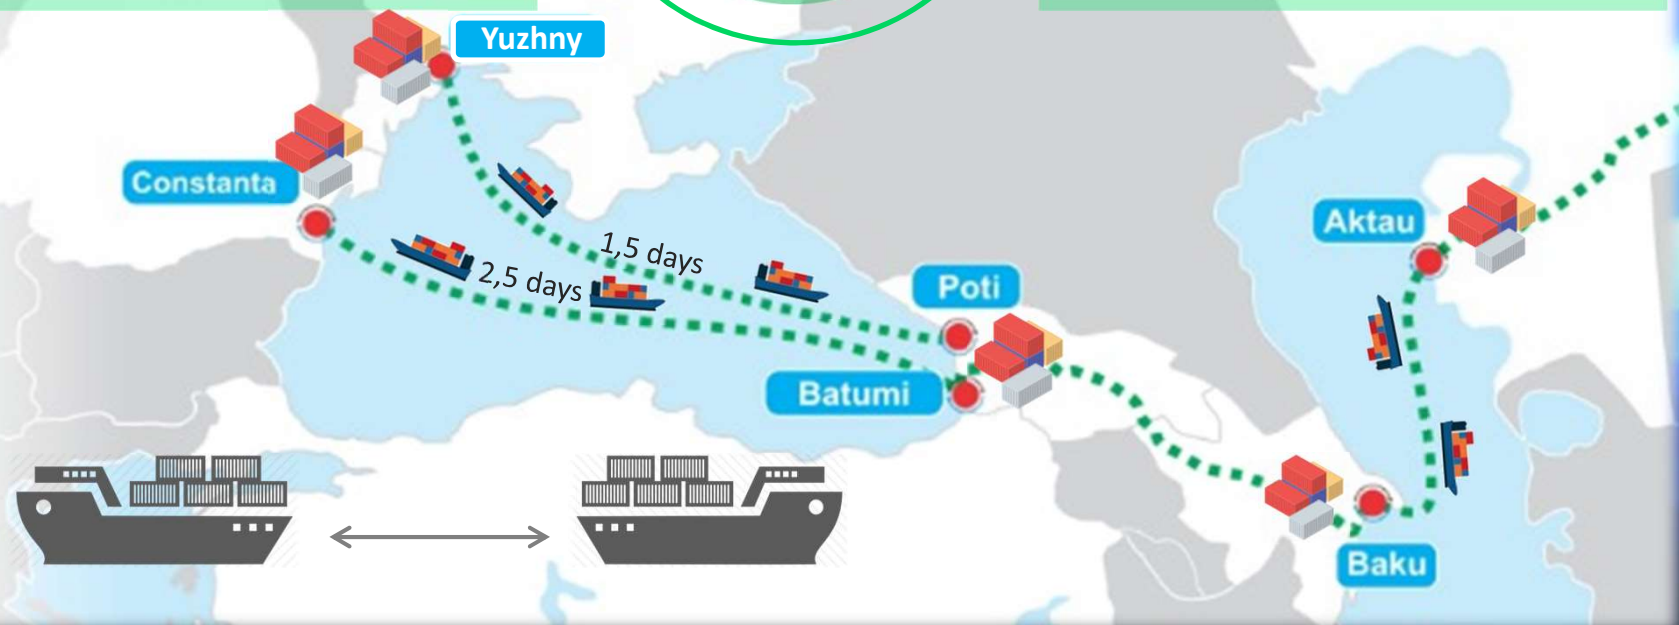 Yuzhny
Constanta
Aktau
1,5 days
2,5 days
Poti
Batumi
Baku